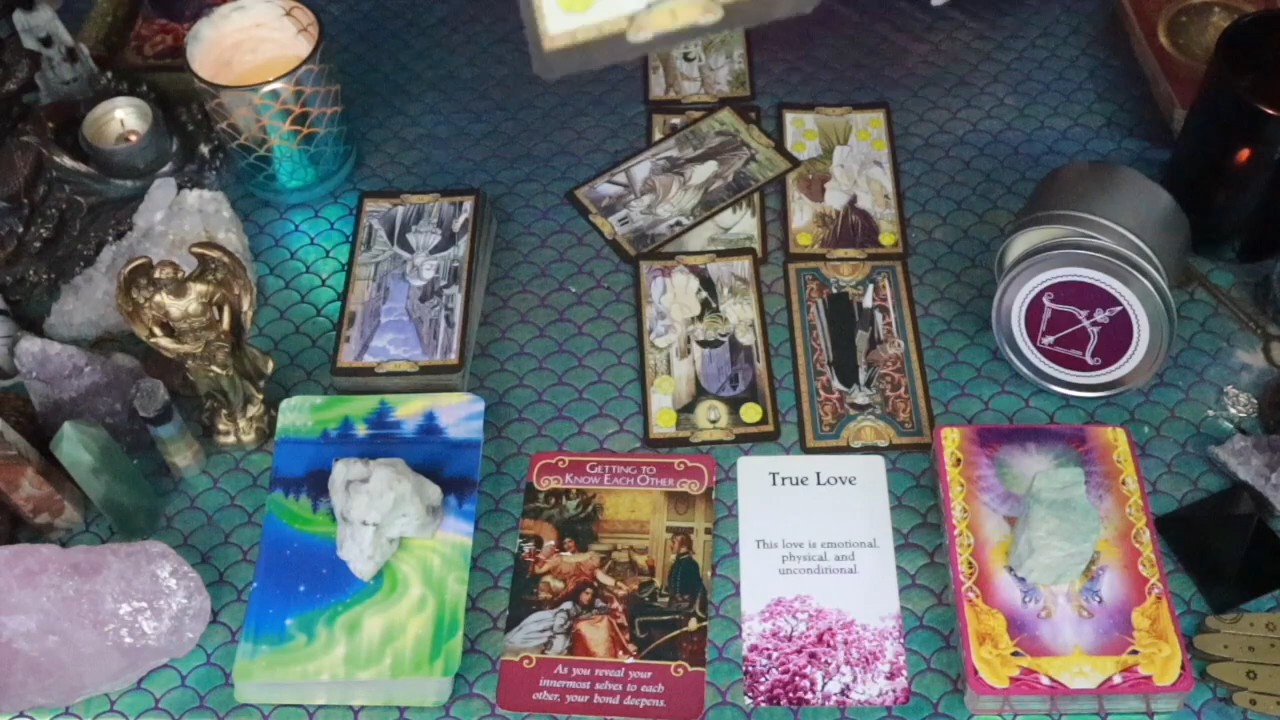 GETTING TO
KNOW EACH OTHER
As you reveal your
innermost selves to each
other, your bond deepens.
True Love
This love is emotional,
physical, and
unconditional.